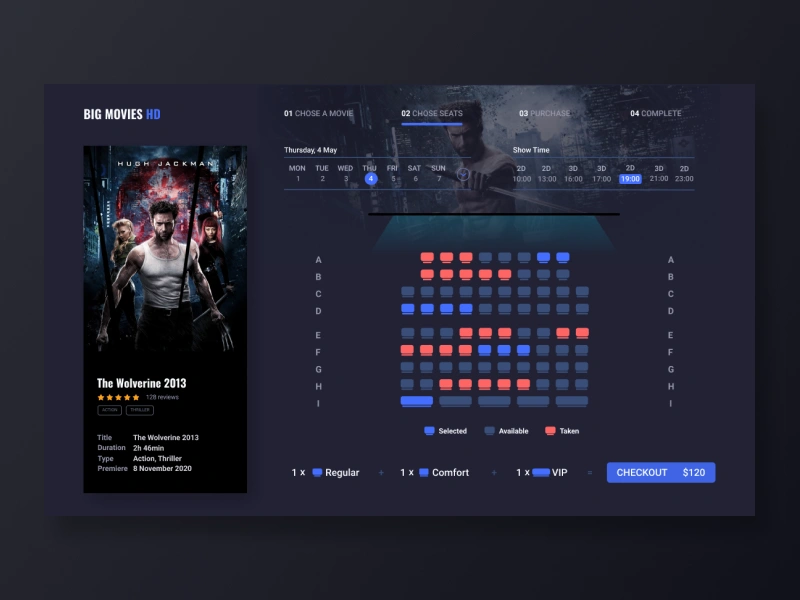 BIG MOVIES HD
01 CHOSE A MOVIE
02 CHOSE SEATS
03 PURCHASE
04 COMPLETE
HUGH JACKMAN
Thursday, 4 May
MON TUE WED THU FRI SAT SUN
1 2 3 4 5 6 7
Show Time
2D 2D 2D 2D 2D 2D 2D
10:00 13:00 16:00 17:00 19:00 21:00 23:00
A A
B B
C C
D D
E E
F F
G G
H H
I I
Selected Available Taken
The Wolverine 2013
128 reviews
ACTION THRILLER
Title The Wolverine 2013
Duration 2h 46min
Type Action, Thriller
Premiere 8 November 2020
1 x Regular + 1 x Comfort + 1 x VIP = CHECKOUT $120